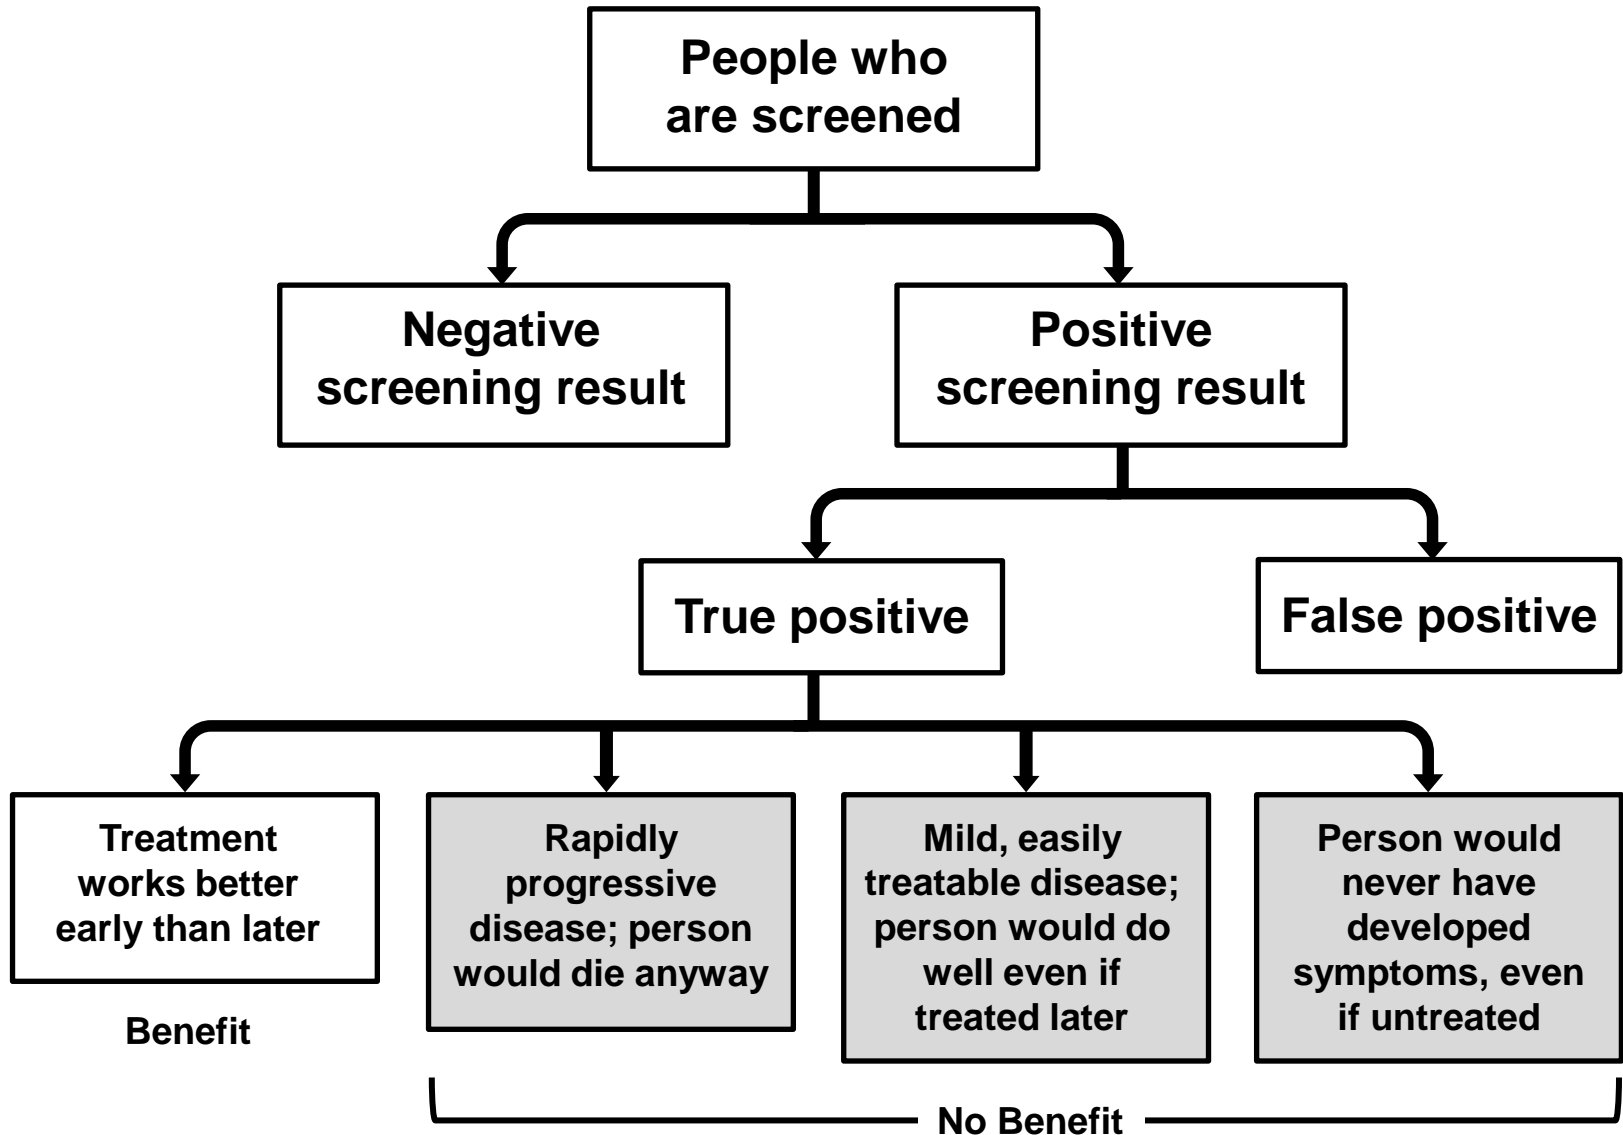 People who
are screened
Negative
screening result
Positive
screening result
True positive
False positive
Treatment
works better
early than later
Rapidly
progressive
disease; person
would die anyway
Mild, easily
treatable disease;
person would do
well even if
treated later
Person would
never have
developed
symptoms, even
if untreated
Benefit
No Benefit